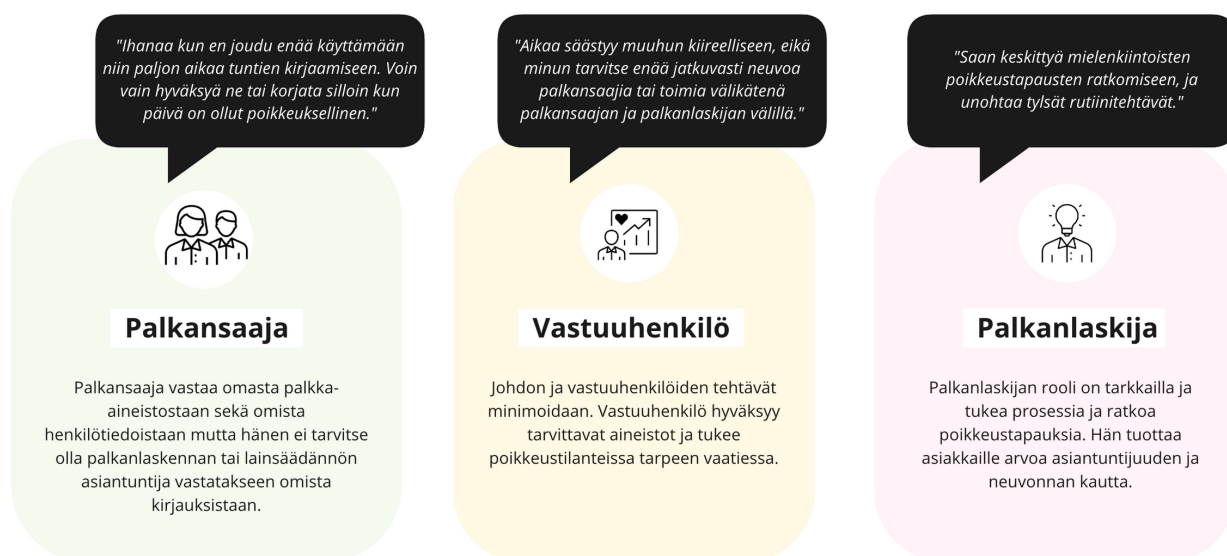 "Ihanaa kun en joudu enää käyttämään
niin paljon aikaa tuntien kirjaamiseen. Voin
vain hyväksyä ne tai korjata silloin kun
päivä on ollut poikkeuksellinen."
Palkansaaja
Palkansaaja vastaa omasta palkka-
aineistostaan sekä omista
henkilötiedoistaan mutta hänen ei tarvitse
olla palkanlaskennan tai lainsäädännön
asiantuntija vastatakseen omista
kirjauksistaan.
"Aikaa säästyy muuhun kiireelliseen, eikä
minun tarvitse enää jatkuvasti neuvoa
palkansaajia tai toimia välikätenä
palkansaajan ja palkanlaskijan välillä."
Vastuuhenkilö
Johdon ja vastuuhenkilöiden tehtävät
minimoidaan. Vastuuhenkilö hyväksyy
tarvittavat aineistot ja tukee
poikkeustilanteissa tarpeen vaatiessa.
"Saan keskittyä mielenkiintoisten
poikkeustapausten ratkomiseen, ja
unohtaa tylsät rutiinitehtävät."
Palkanlaskija
Palkanlaskijan rooli on tarkkailla ja
tukea prosessia ja ratkoa
poikkeustapauksia. Hän tuottaa
asiakkaille arvoa asiantuntijuuden ja
neuvonnan kautta.